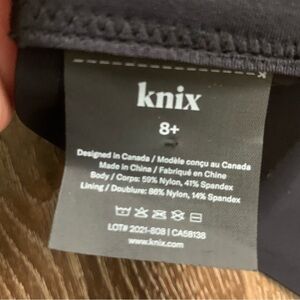 knix
8+
Designed in Canada / Modèle conçu au Canada
Made in China / Fabriqué en Chine
Body / Corps: 59% Nylon, 41% Spandex
Lining / Doublure: 86% Nylon, 14% Spandex
LOT# 2021-808 | CA58138
www.knix.com